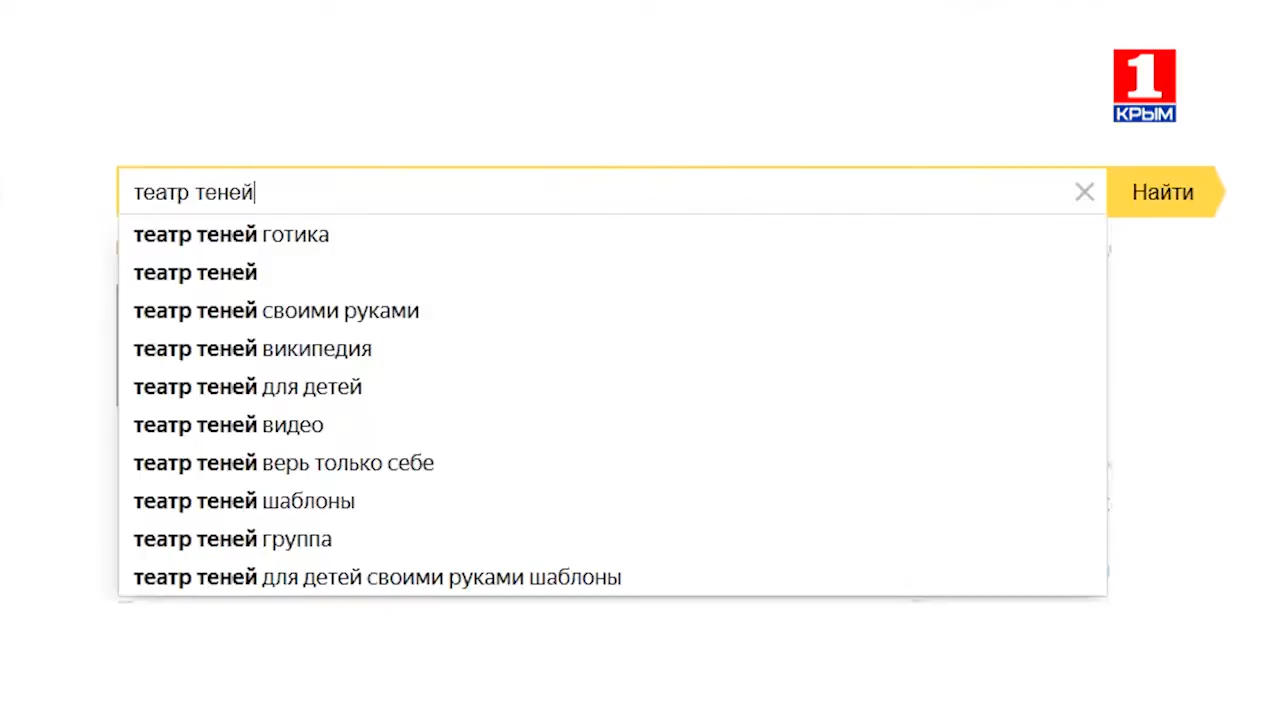 1
КРЫМ
театр теней
Найти
театр теней готика
театр теней
театр теней своими руками
театр теней википедия
театр теней для детей
театр теней видео
театр теней верь только себе
театр теней шаблоны
театр теней группа
театр теней для детей своими руками шаблоны